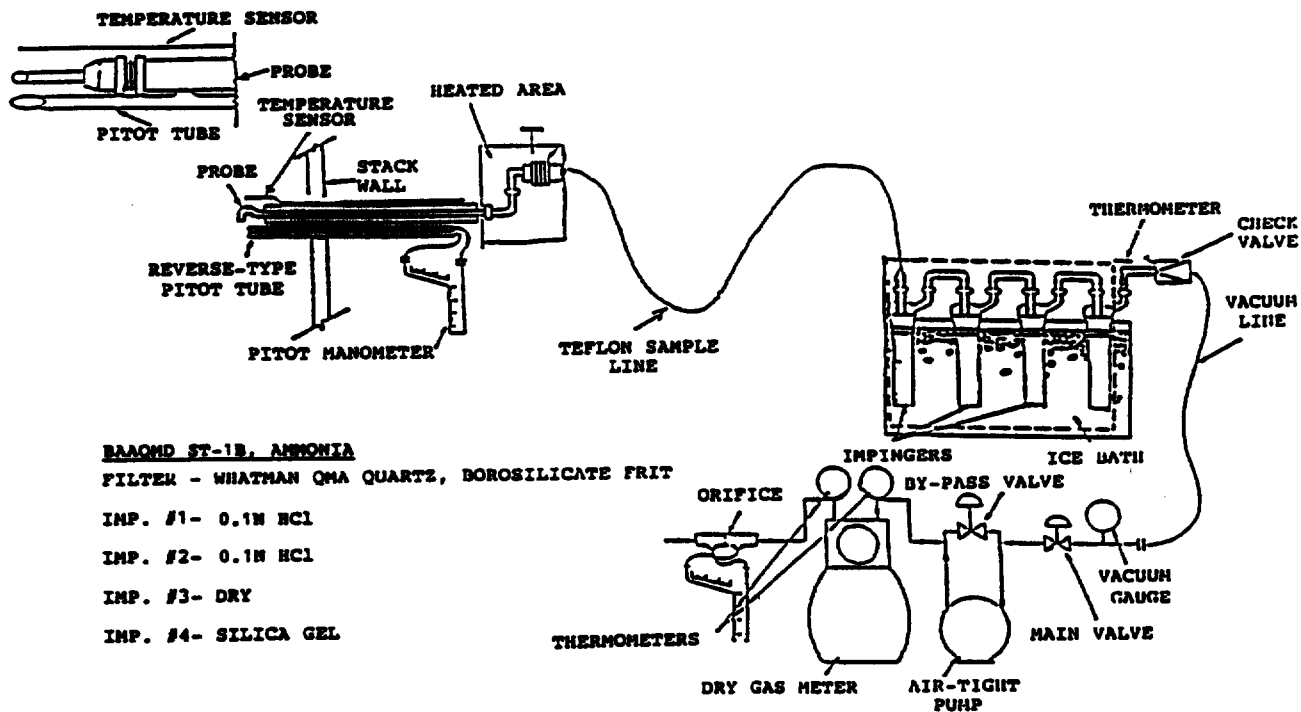 TEMPERATURE SENSOR
PROBE
PITOT TUBE
TEMPERATURE
SENSOR
HEATED AREA
PROBE
STACK
WALL
REVERSE-TYPE
PITOT TUBE
PITOT MANOMETER
TEFLON SAMPLE
LINE
THERMOMETER
CHECK
VALVE
VACUUM
LINE
IMPINGERS
ICE BATH
BAAQMD ST-1B, AMMONIA
FILTER - WHATMAN QMA QUARTZ, BOROSILICATE FRIT
IMP. #1- 0.1N HCl
IMP. #2- 0.1N HCl
IMP. #3- DRY
IMP. #4- SILICA GEL
ORIFICE
BY-PASS VALVE
VACUUM
GAUGE
MAIN VALVE
THERMOMETERS
DRY GAS METER
AIR-TIGHT
PUMP